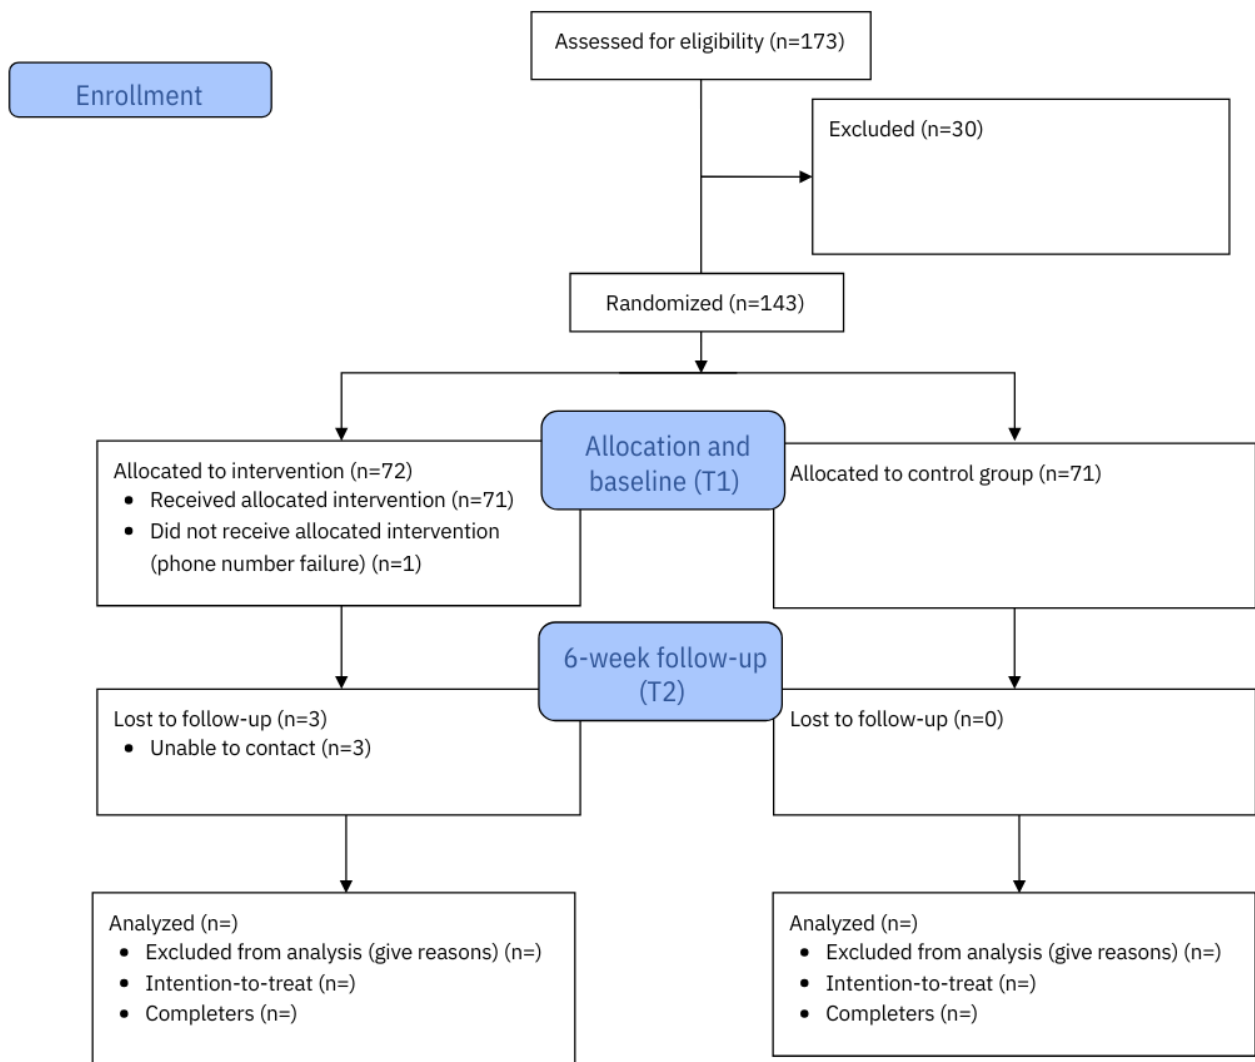 Assessed for eligibility (n=173)
Enrollment
Excluded (n=30)
Randomized (n=143)
Allocation and
baseline (T1)
Allocated to intervention (n=72)
• Received allocated intervention (n=71)
• Did not receive allocated intervention
(phone number failure) (n=1)
Allocated to control group (n=71)
6-week follow-up
(T2)
Lost to follow-up (n=3)
• Unable to contact (n=3)
Lost to follow-up (n=0)
Analyzed (n=)
• Excluded from analysis (give reasons) (n=)
• Intention-to-treat (n=)
• Completers (n=)
Analyzed (n=)
• Excluded from analysis (give reasons) (n=)
• Intention-to-treat (n=)
• Completers (n=)